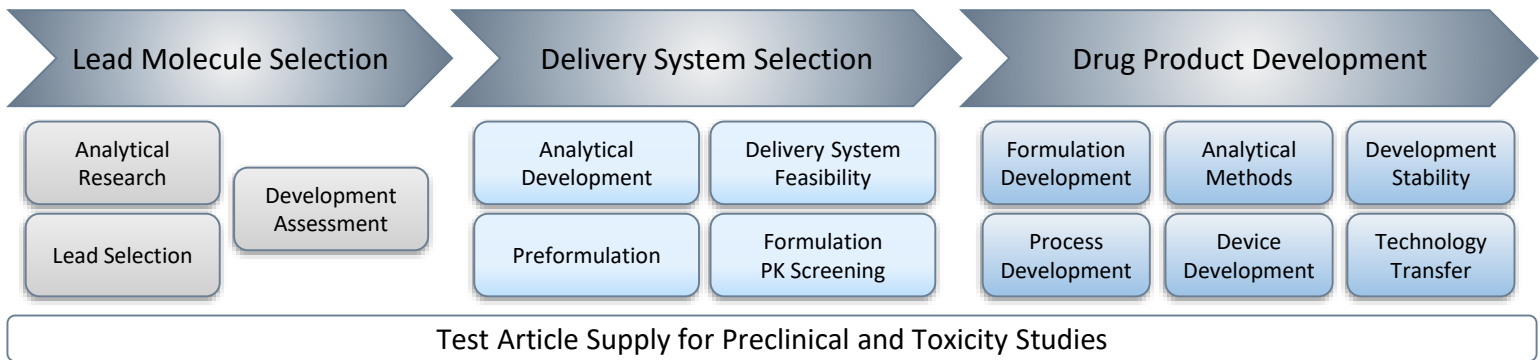 Lead Molecule Selection
Delivery System Selection
Drug Product Development
Analytical
Research
Lead Selection
Development
Assessment
Analytical
Development
Delivery System
Feasibility
Preformulation
Formulation
PK Screening
Formulation
Development
Analytical
Methods
Development
Stability
Process
Development
Device
Development
Technology
Transfer
Test Article Supply for Preclinical and Toxicity Studies